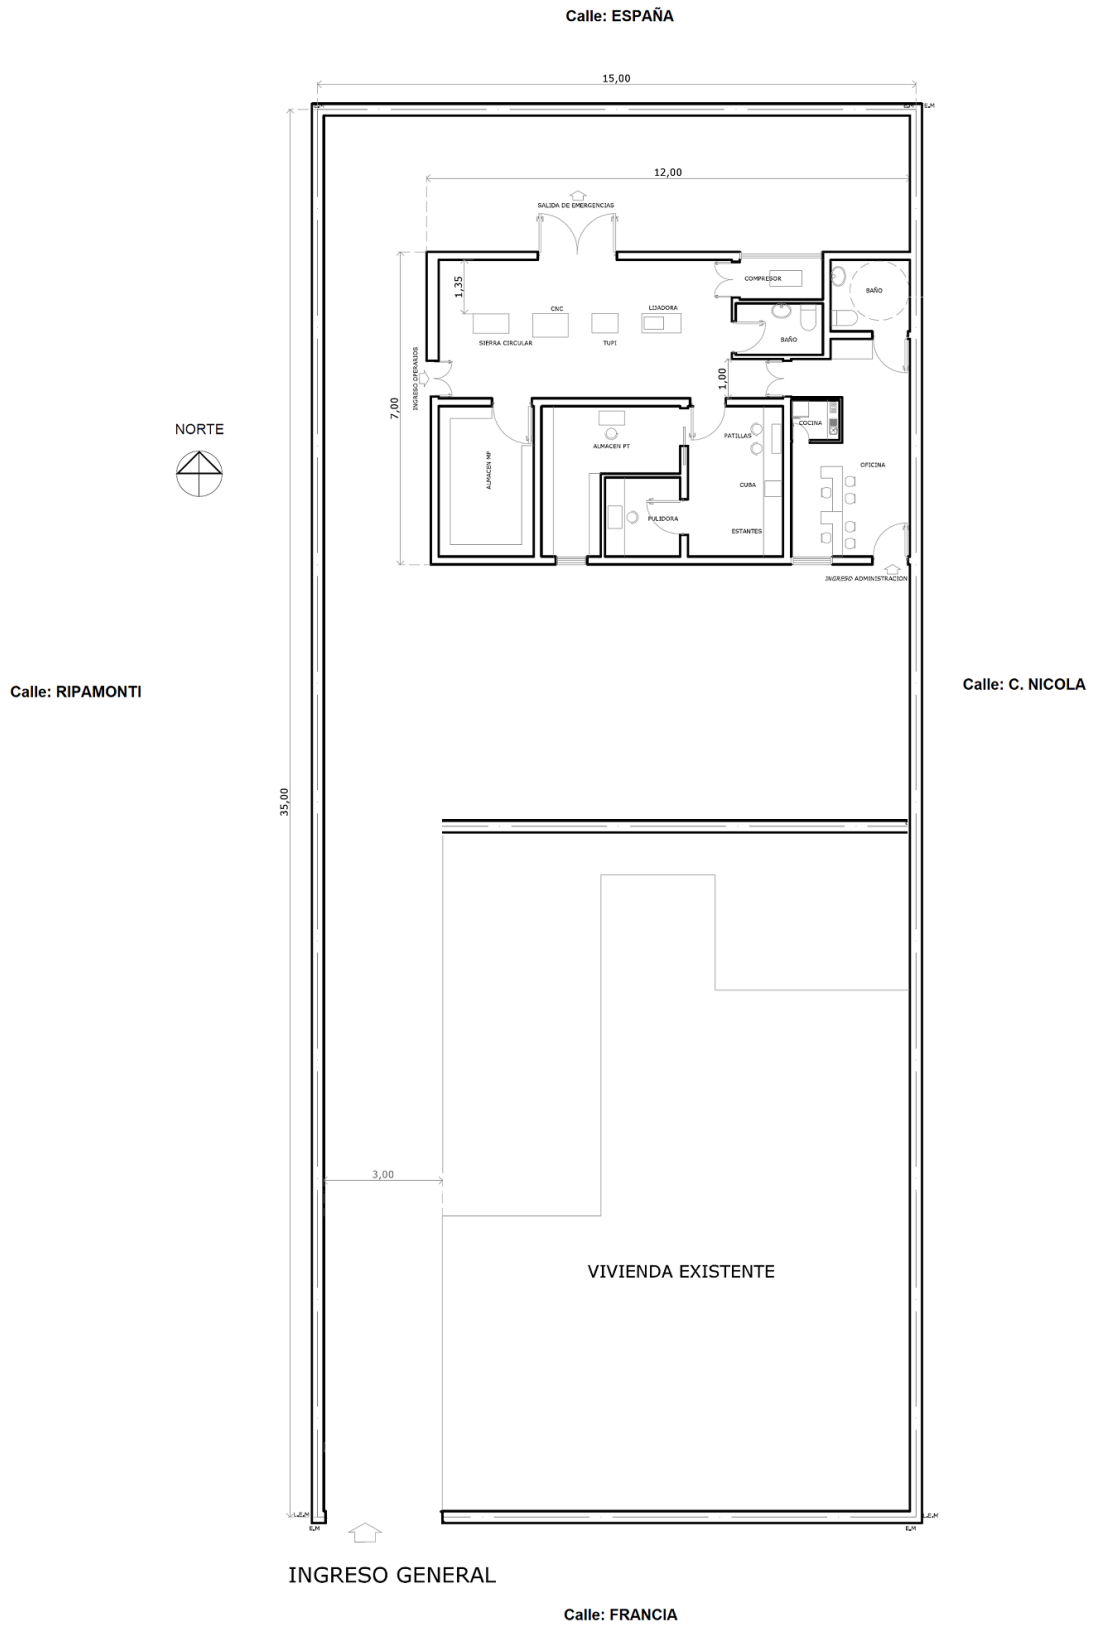 Calle: ESPAÑA
15,00
E.M
E.M
E.M
12,00
SALIDA DE EMERGENCIAS
1,35
COMPRESOR
BAÑO
CNC
LIJADORA
SIERRA CIRCULAR
TUPI
BAÑO
INGRESO OPERARIOS
1,00
7,00
NORTE
COCINA
PATILLAS
ALMACEN PT
ALMACEN MP
OFICINA
CUBA
PULIDORA
ESTANTES
INGRESO ADMINISTRACION
Calle: RIPAMONTI
Calle: C. NICOLA
35,00
3,00
VIVIENDA EXISTENTE
L.E.M
E.M
L.E.M
E.M
INGRESO GENERAL
Calle: FRANCIA